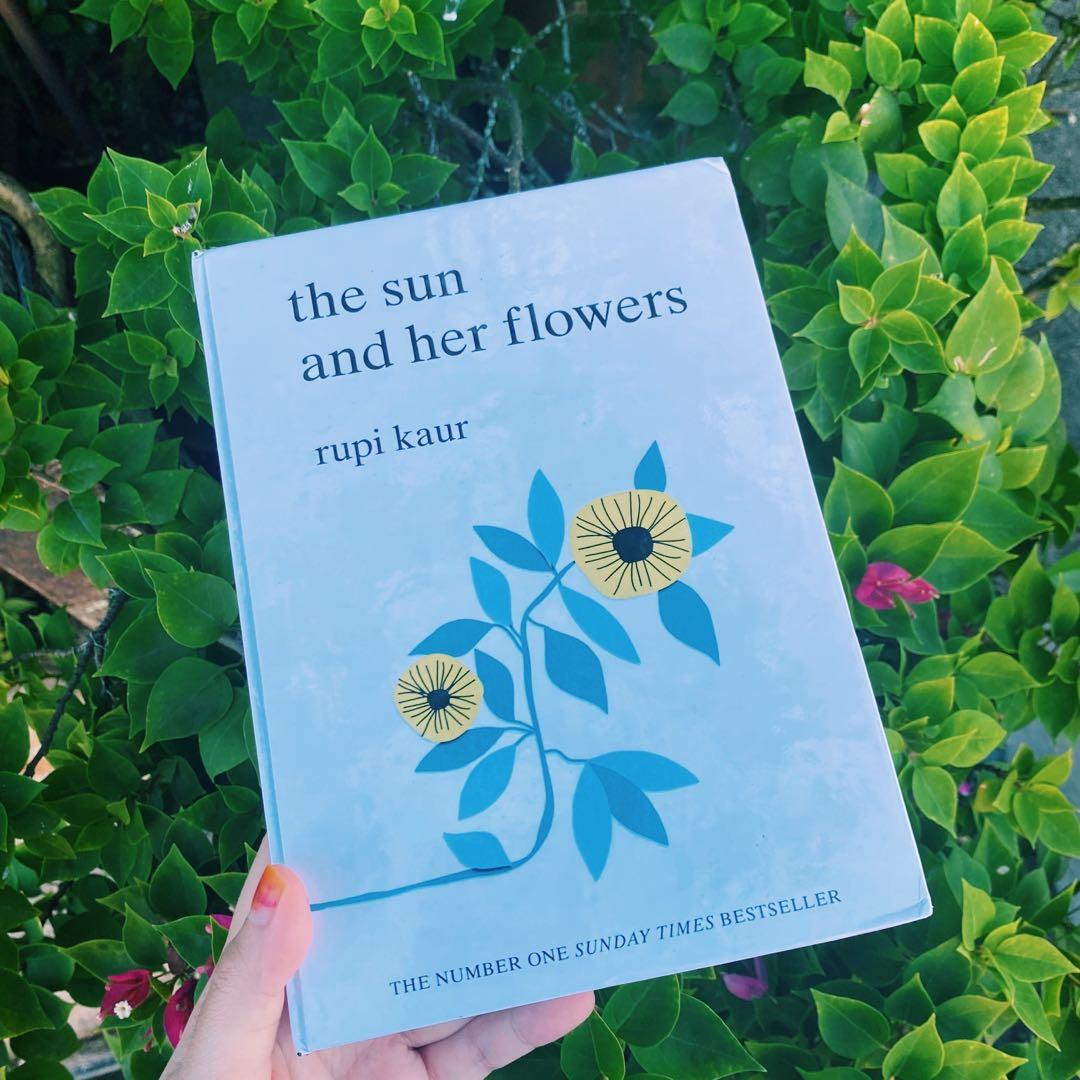 the sun
and her flowers
rupi kaur
THE NUMBER ONE SUNDAY TIMES BESTSELLER